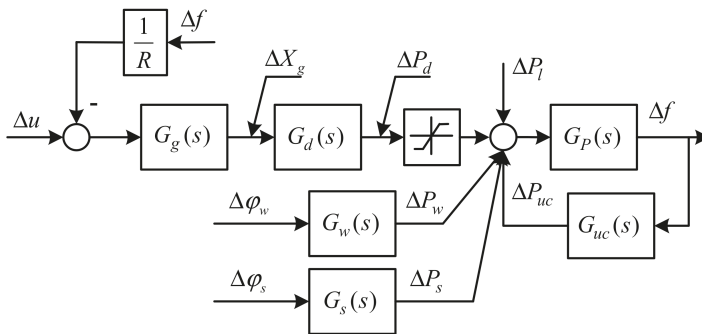 1
R
Δf
-
ΔX_g
ΔP_d
ΔP_l
Δu
G_g(s)
G_d(s)
G_P(s)
Δf
Δφ_w
G_w(s)
ΔP_w
ΔP_uc
G_uc(s)
Δφ_s
G_s(s)
ΔP_s